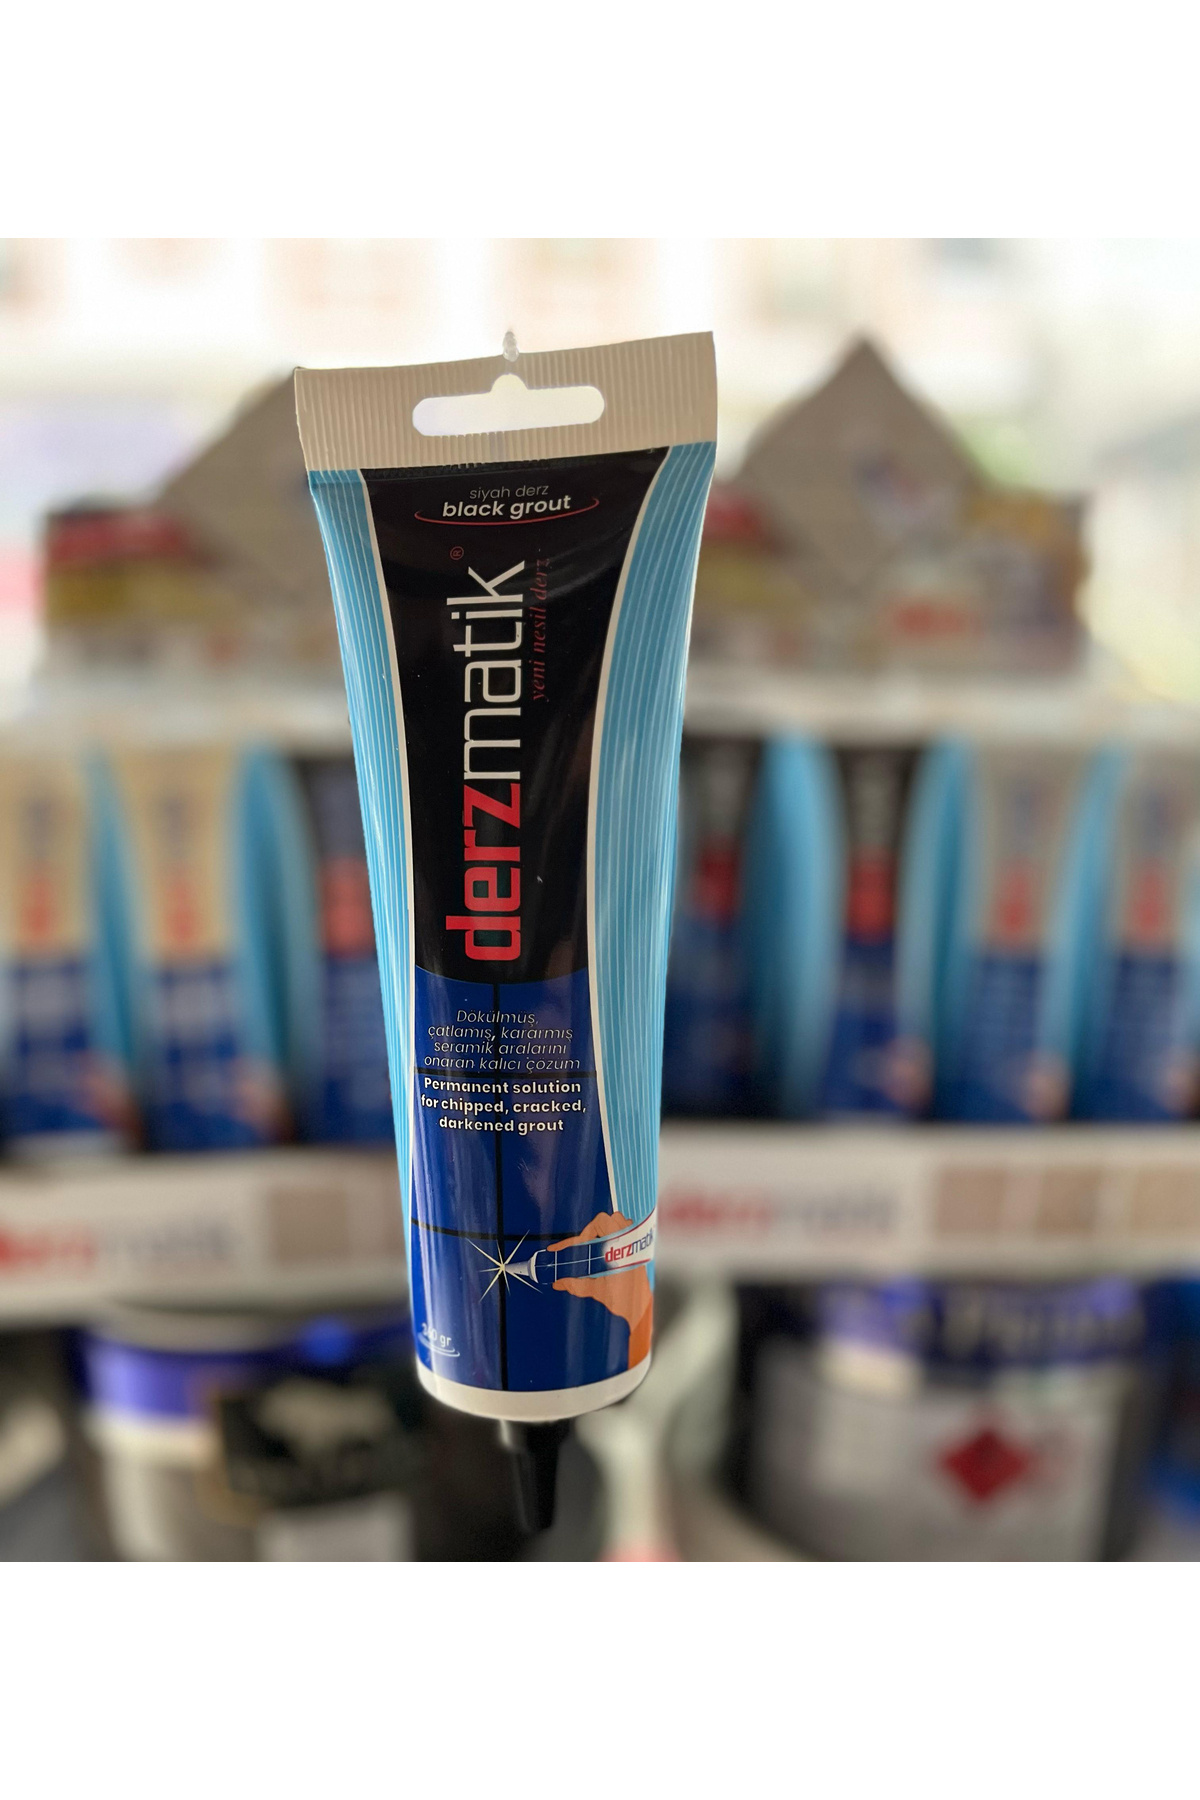 siyah derz
black grout
derzmatik®
yeni nesil derz
Dökülmüş,
çatlamış, kararmış
seramik aralarını
onaran kalıcı çözüm
Permanent solution
for chipped, cracked,
darkened grout
derzmatik
gr